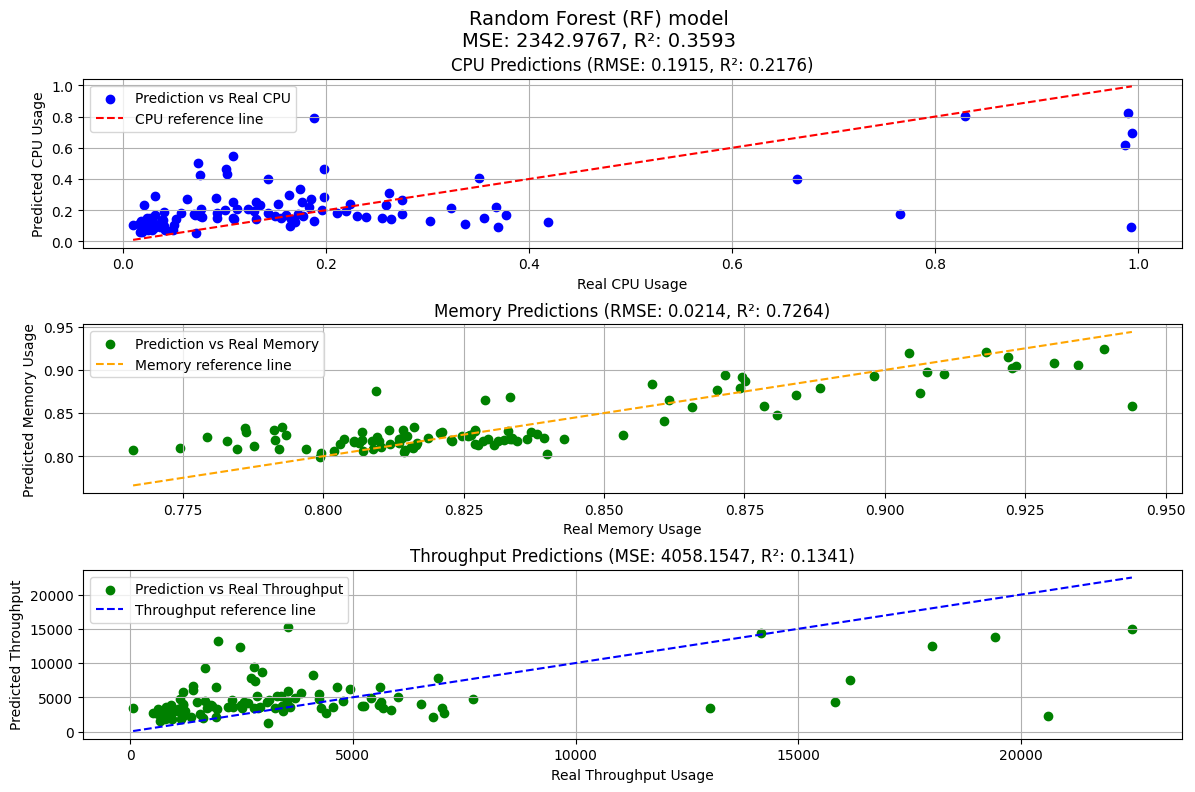 Random Forest (RF) model
MSE: 2342.9767, R²: 0.3593
CPU Predictions (RMSE: 0.1915, R²: 0.2176)
Predicted CPU Usage
1.0
0.8
0.6
0.4
0.2
0.0
Prediction vs Real CPU
CPU reference line
0.0 0.2 0.4 0.6 0.8 1.0
Real CPU Usage
Memory Predictions (RMSE: 0.0214, R²: 0.7264)
Predicted Memory Usage
0.95
0.90
0.85
0.80
Prediction vs Real Memory
Memory reference line
0.775 0.800 0.825 0.850 0.875 0.900 0.925 0.950
Real Memory Usage
Throughput Predictions (MSE: 4058.1547, R²: 0.1341)
Predicted Throughput
20000
15000
10000
5000
0
Prediction vs Real Throughput
Throughput reference line
0 5000 10000 15000 20000
Real Throughput Usage